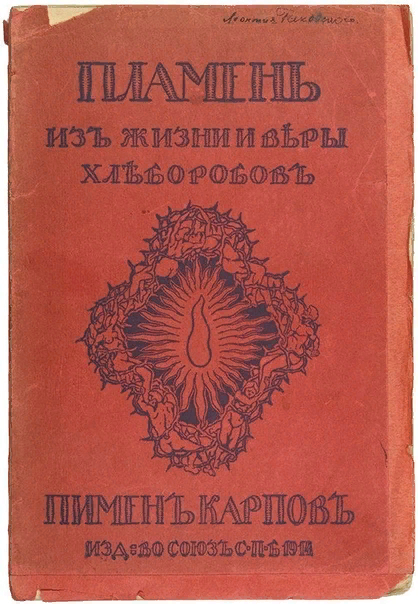 ПЛАМЕНЬ
ИЗЪ ЖИЗНИ И ВѢРЫ
ХЛѢБОРОБОВЪ
ПИМЕНЪ КАРПОВЪ
ИЗД=ВО СОЮЗЪ С·П·Б 1914